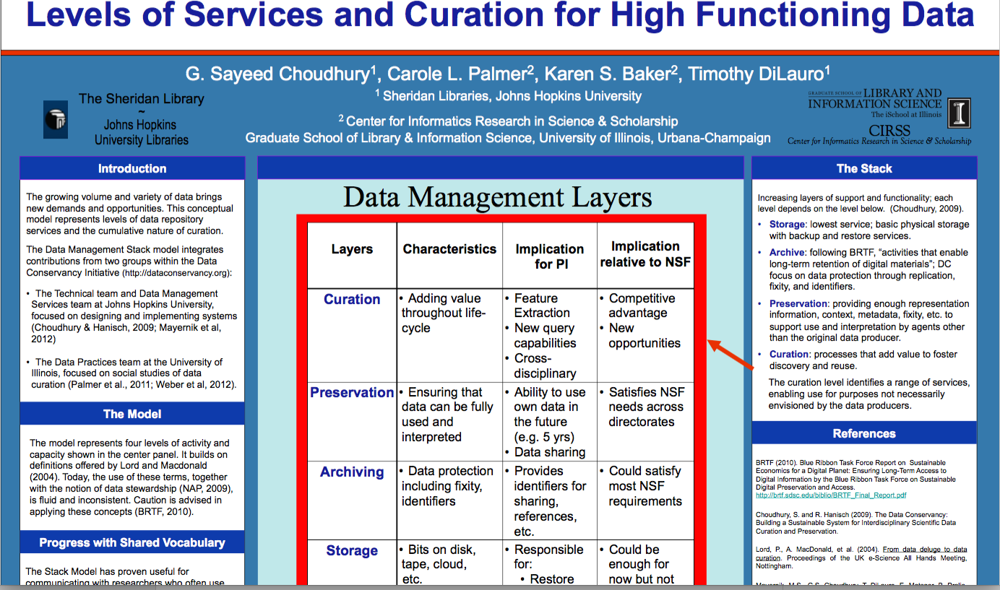 Levels of Services and Curation for High Functioning Data
G. Sayeed Choudhury1, Carole L. Palmer2, Karen S. Baker2, Timothy DiLauro1
1 Sheridan Libraries, Johns Hopkins University
2 Center for Informatics Research in Science & Scholarship
Graduate School of Library & Information Science, University of Illinois, Urbana-Champaign
The Sheridan Library
~
Johns Hopkins
University Libraries
GRADUATE SCHOOL OF LIBRARY AND
INFORMATION SCIENCE
The iSchool at Illinois
I
CIRSS
Center for Informatics Research in Science & Scholarship
Introduction
The growing volume and variety of data brings
new demands and opportunities. This conceptual
model represents levels of data repository
services and the cumulative nature of curation.
The Data Management Stack model integrates
contributions from two groups within the Data
Conservancy Initiative (http://dataconservancy.org):
• The Technical team and Data Management
Services team at Johns Hopkins University,
focused on designing and implementing systems
(Choudhury & Hanisch, 2009; Mayernik et al,
2012)
• The Data Practices team at the University of
Illinois, focused on social studies of data
curation (Palmer et al., 2011; Weber et al, 2012).
The Model
The model represents four levels of activity and
capacity shown in the center panel. It builds on
definitions offered by Lord and Macdonald
(2004). Today, the use of these terms, together
with the notion of data stewardship (NAP, 2009),
is fluid and inconsistent. Caution is advised in
applying these concepts (BRTF, 2010).
Progress with Shared Vocabulary
The Stack Model has proven useful for
communicating with researchers who often use
Data Management Layers
Layers
Characteristics
Implication
for PI
Implication
relative to NSF
Curation
• Adding value
throughout life-
cycle
• Feature
Extraction
• New query
capabilities
• Cross-
disciplinary
• Competitive
advantage
• New
opportunities
Preservation
• Ensuring that
data can be fully
used and
interpreted
• Ability to use
own data in
the future
(e.g. 5 yrs)
• Data sharing
• Satisfies NSF
needs across
directorates
Archiving
• Data protection
including fixity,
identifiers
• Provides
identifiers for
sharing,
references,
etc.
• Could satisfy
most NSF
requirements
Storage
• Bits on disk,
tape, cloud,
etc.
• Responsible
for:
• Restore
• Could be
enough for
now but not
The Stack
Increasing layers of support and functionality; each
level depends on the level below. (Choudhury, 2009).
• Storage: lowest service; basic physical storage
with backup and restore services.
• Archive: following BRTF, “activities that enable
long-term retention of digital materials”; DC
focus on data protection through replication,
fixity, and identifiers.
• Preservation: providing enough representation
information, context, metadata, fixity, etc. to
support use and interpretation by agents other
than the original data producer.
• Curation: processes that add value to foster
discovery and reuse.
The curation level identifies a range of services,
enabling use for purposes not necessarily
envisioned by the data producers.
References
BRTF (2010). Blue Ribbon Task Force Report on Sustainable
Economics for a Digital Planet: Ensuring Long-Term Access to
Digital Information by the Blue Ribbon Task Force on Sustainable
Digital Preservation and Access.
http://brtf.sdsc.edu/biblio/BRTF_Final_Report.pdf
Choudhury, S. and R. Hanisch (2009). The Data Conservancy:
Building a Sustainable System for Interdisciplinary Scientific Data
Curation and Preservation.
Lord, P., A. MacDonald, et al. (2004). From data deluge to data
curation. Proceedings of the UK e-Science All Hands Meeting,
Nottingham.